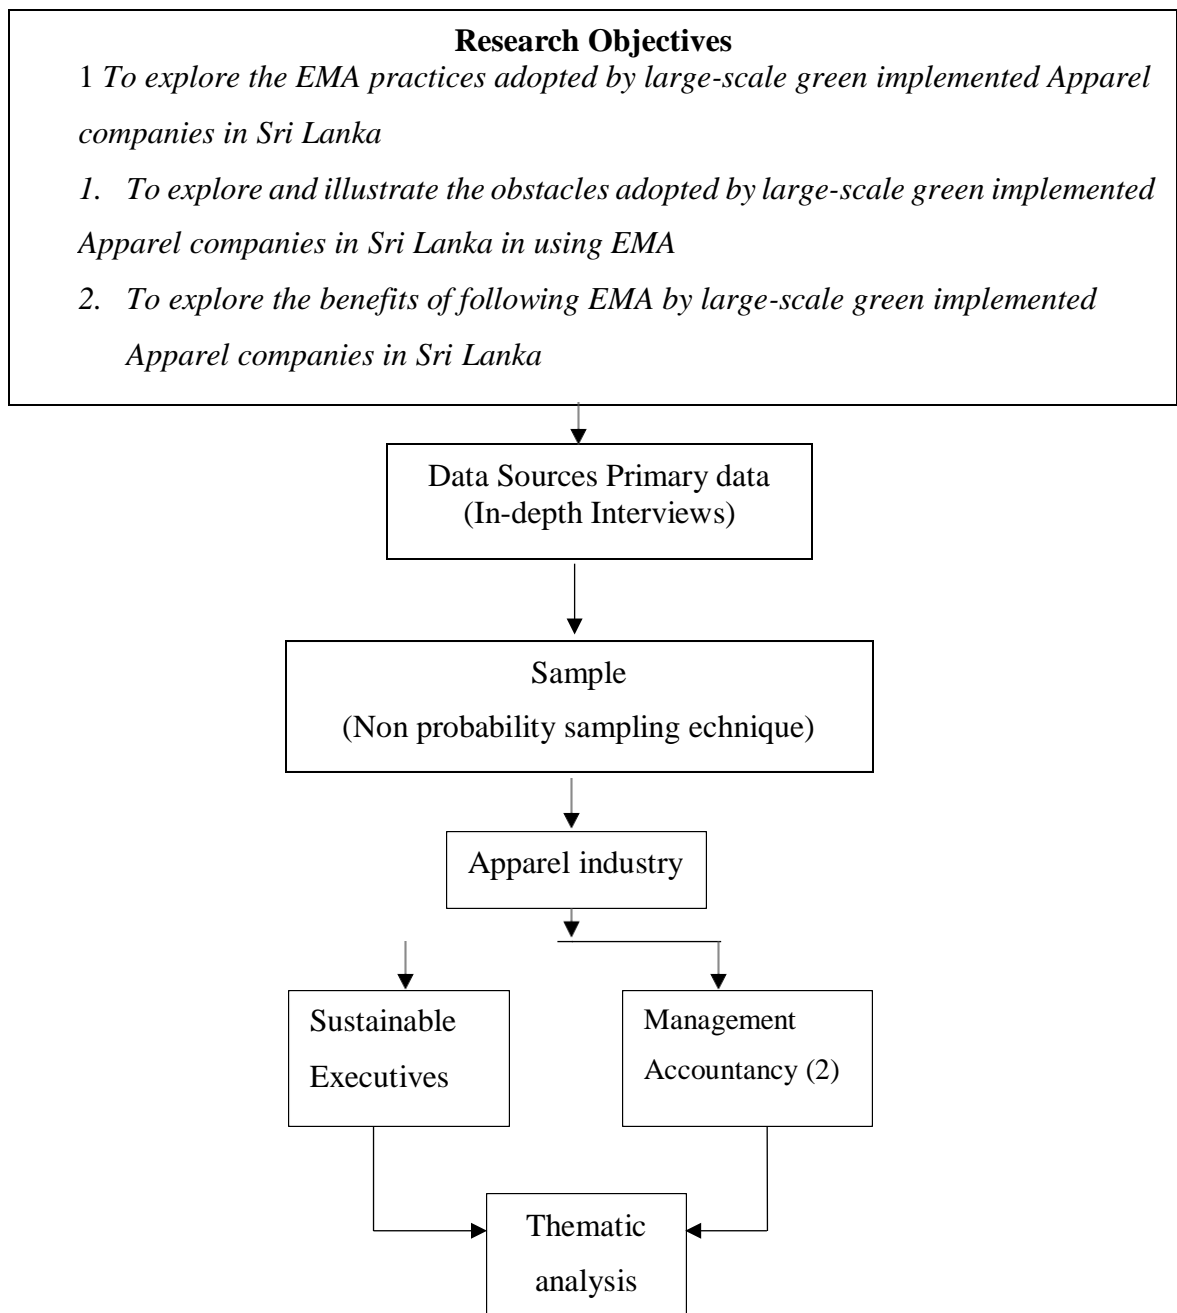 Research Objectives
1 To explore the EMA practices adopted by large-scale green implemented Apparel
companies in Sri Lanka
1. To explore and illustrate the obstacles adopted by large-scale green implemented
Apparel companies in Sri Lanka in using EMA
2. To explore the benefits of following EMA by large-scale green implemented
Apparel companies in Sri Lanka
Data Sources Primary data
(In-depth Interviews)
Sample
(Non probability sampling echnique)
Apparel industry
Sustainable
Executives
Management
Accountancy (2)
Thematic
analysis